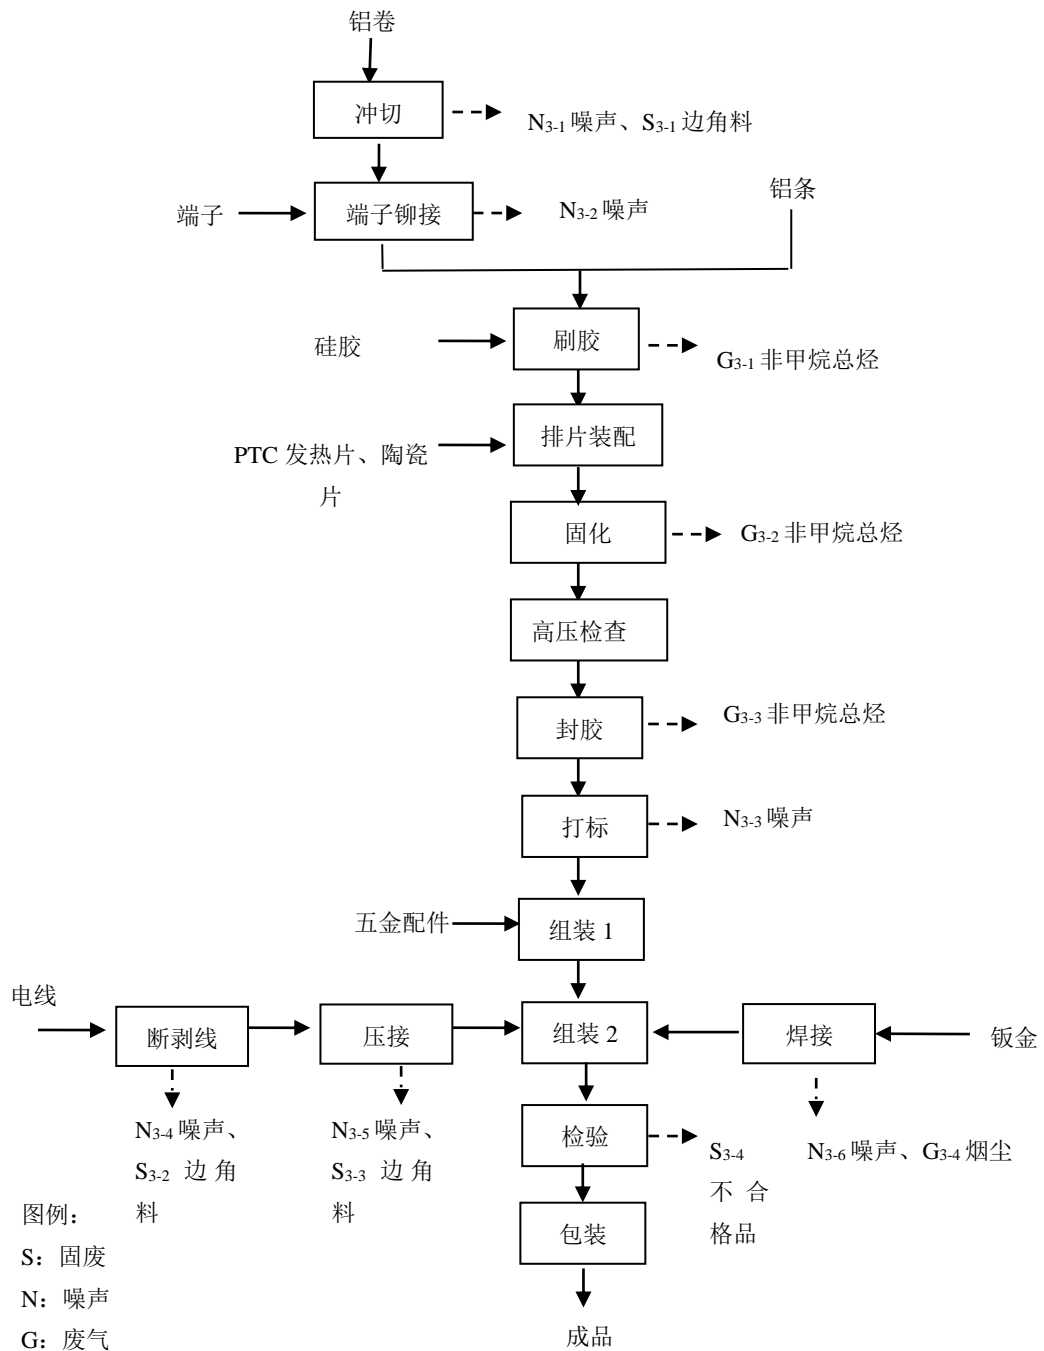 铝卷
冲切
N3-1 噪声、S3-1 边角料
端子
端子铆接
N3-2 噪声
铝条
硅胶
刷胶
G3-1 非甲烷总烃
PTC 发热片、陶瓷
片
排片装配
固化
G3-2 非甲烷总烃
高压检查
封胶
G3-3 非甲烷总烃
打标
N3-3 噪声
五金配件
组装 1
电线
断剥线
压接
组装 2
焊接
钣金
N3-4 噪声、
S3-2 边 角
料
N3-5 噪声、
S3-3 边 角
料
检验
S3-4
不 合
格品
N3-6 噪声、G3-4 烟尘
包装
成品
图例：
S：固废
N：噪声
G：废气